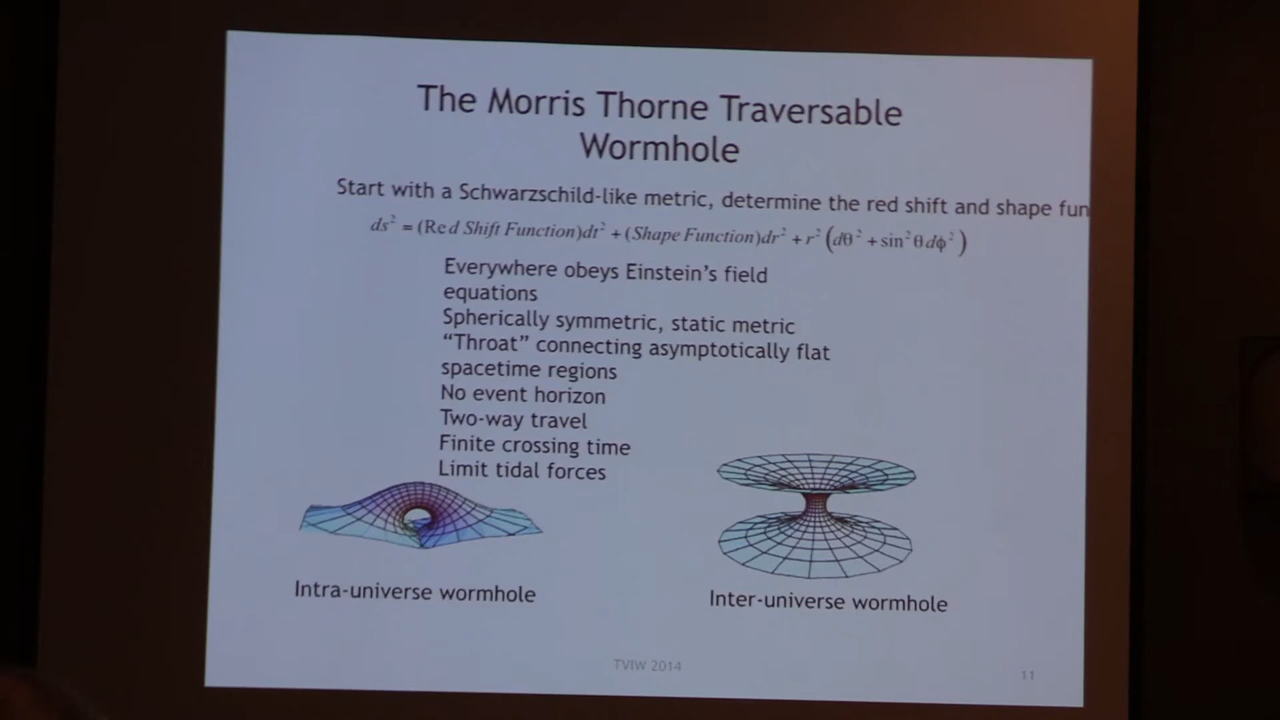 The Morris Thorne Traversable
Wormhole
Start with a Schwarzschild-like metric, determine the red shift and shape fun
ds² = (Red Shift Function)dt² + (Shape Function)dr² + r² (dθ² + sin²θ dϕ²)
Everywhere obeys Einstein's field
equations
Spherically symmetric, static metric
“Throat” connecting asymptotically flat
spacetime regions
No event horizon
Two-way travel
Finite crossing time
Limit tidal forces
Intra-universe wormhole
Inter-universe wormhole
TVIW 2014
11